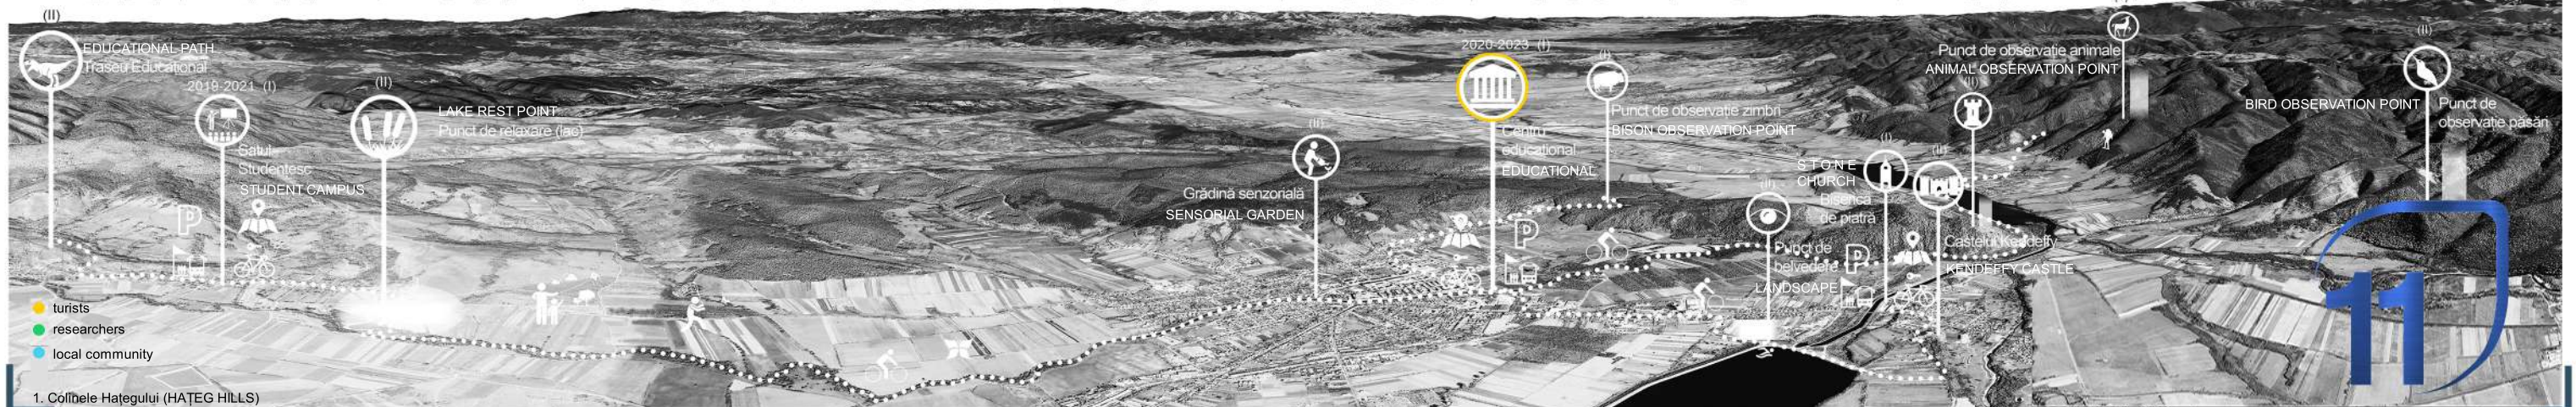 (II)
EDUCATIONAL PATH
Traseu Educațional
2019-2021 (I)
Satul
Studentesc
STUDENT CAMPUS
P
(II)
LAKE REST POINT
Punct de relaxare (lac)
(II)
Grădină senzorială
SENSORIAL GARDEN
2020-2023 (I)
Centru
educational
EDUCATIONAL
P
(I)
Punct de observație zimbri
BISON OBSERVATION POINT
(II)
Punct de
belvedere
LANDSCAPE
P
(I)
STONE
CHURCH
Biserica
de piatră
(II)
Castelul Kendeffy
KENDEFFY CASTLE
(II)
Punct de observație animale
ANIMAL OBSERVATION POINT
(II)
BIRD OBSERVATION POINT
Punct de
observație păsări
turists
researchers
local community
1. Colinele Hațegului (HAȚEG HILLS)
11